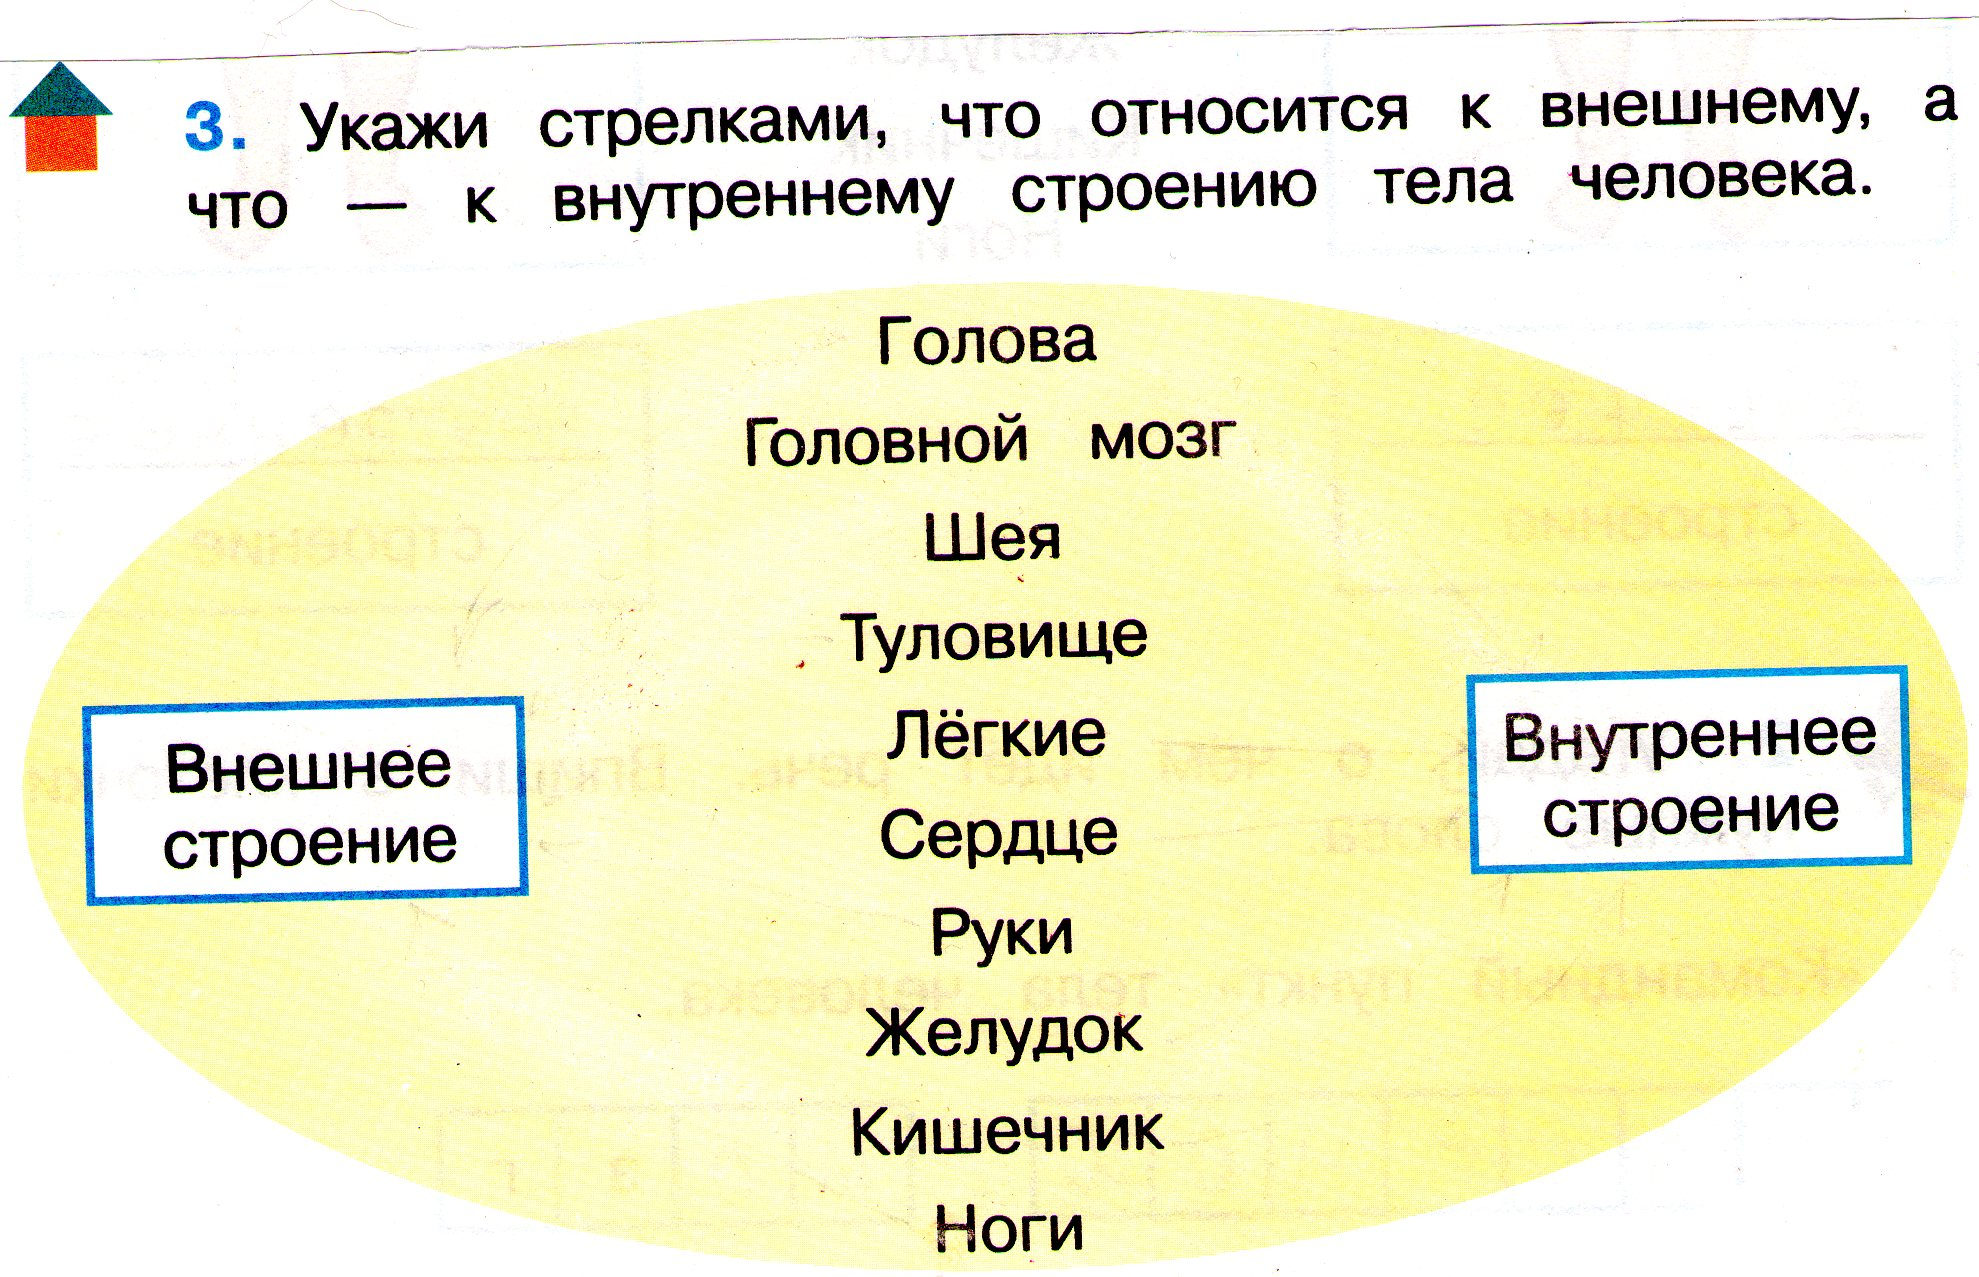 3. Укажи стрелками, что относится к внешнему, а
что — к внутреннему строению тела человека.
Голова
Головной мозг
Шея
Туловище
Лёгкие
Сердце
Руки
Желудок
Кишечник
Ноги
Внешнее
строение
Внутреннее
строение